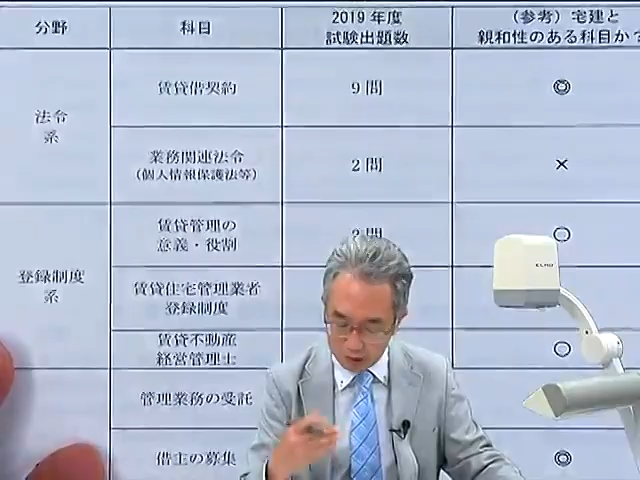 分野
科目
2019年度
試験出題数
（参考）宅建と
親和性のある科目か?
法令
系
賃貸借契約
9問
◎
業務関連法令
（個人情報保護法等）
2問
×
登録制度
系
賃貸管理の
意義・役割
○
賃貸住宅管理業者
登録制度
賃貸不動産
経営管理士
○
管理業務の受託
借主の募集
◎
ELMO